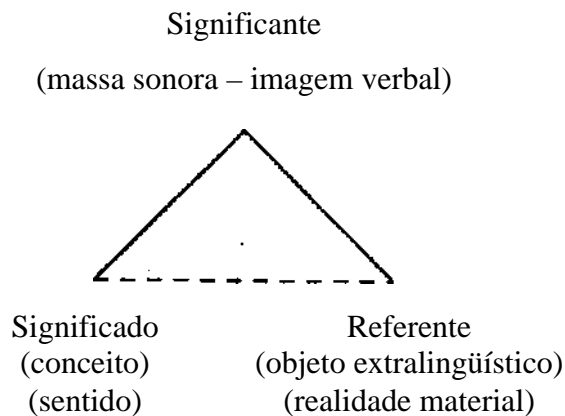 Significante
(massa sonora – imagem verbal)
Significado
(conceito)
(sentido)
Referente
(objeto extralingüístico)
(realidade material)